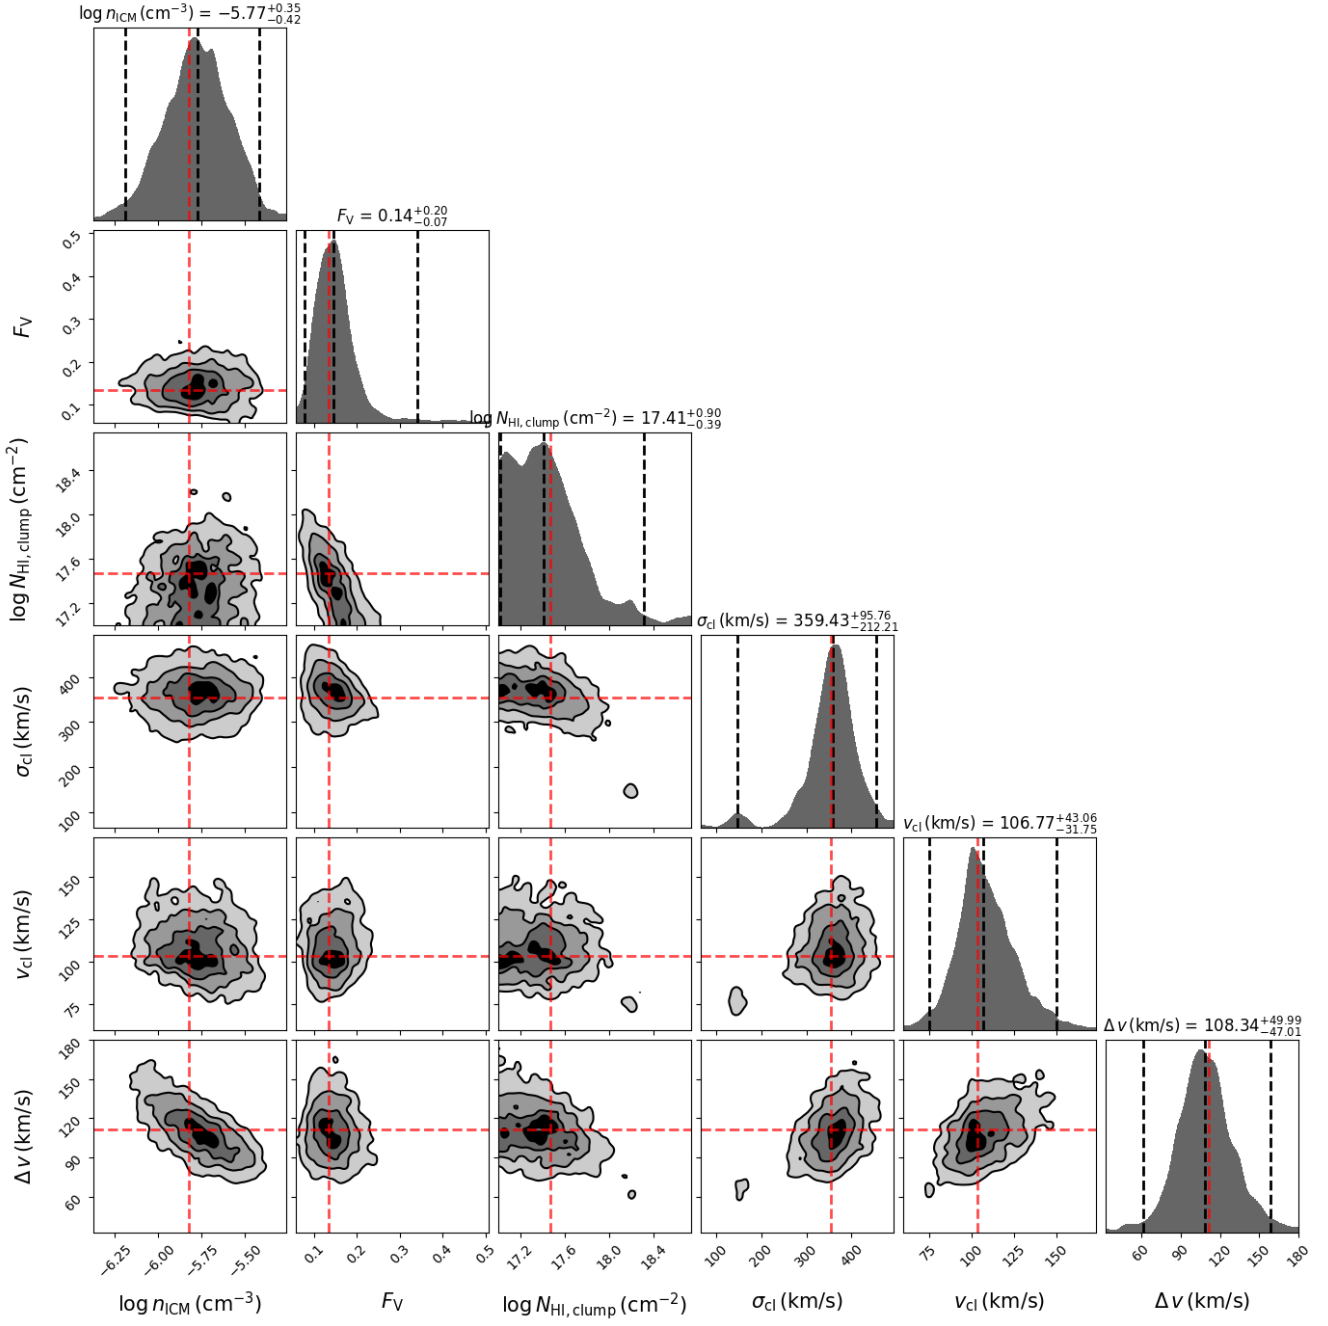 log n_ICM (cm^−3) = −5.77^+0.35_−0.42
F_V = 0.14^+0.20_−0.07
0.5
0.4
0.3
0.2
0.1
F_V
log N_HI,clump (cm^−2) = 17.41^+0.90_−0.39
18.4
18.0
17.6
17.2
log N_HI,clump (cm^−2)
σ_cl (km/s) = 359.43^+95.76_−212.21
400
300
200
100
σ_cl (km/s)
v_cl (km/s) = 106.77^+43.06_−31.75
150
125
100
75
v_cl (km/s)
Δv (km/s) = 108.34^+49.99_−47.01
180
150
120
90
60
Δv (km/s)
−6.25 −6.00 −5.75 −5.50 0.1 0.2 0.3 0.4 0.5 17.2 17.6 18.0 18.4 100 200 300 400 75 100 125 150 60 90 120 150 180
log n_ICM (cm^−3) F_V log N_HI,clump (cm^−2) σ_cl (km/s) v_cl (km/s) Δv (km/s)